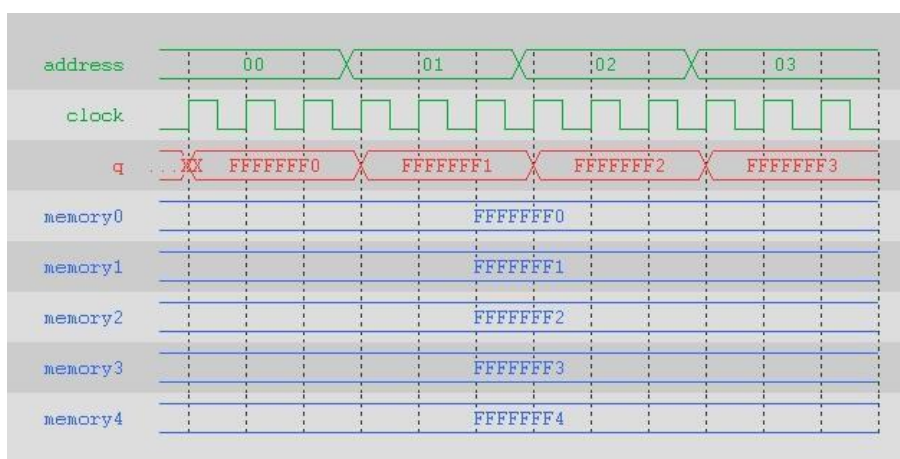 address 00 01 02 03
clock
q ...XX FFFFFFF0 FFFFFFF1 FFFFFFF2 FFFFFFF3
memory0 FFFFFFF0
memory1 FFFFFFF1
memory2 FFFFFFF2
memory3 FFFFFFF3
memory4 FFFFFFF4